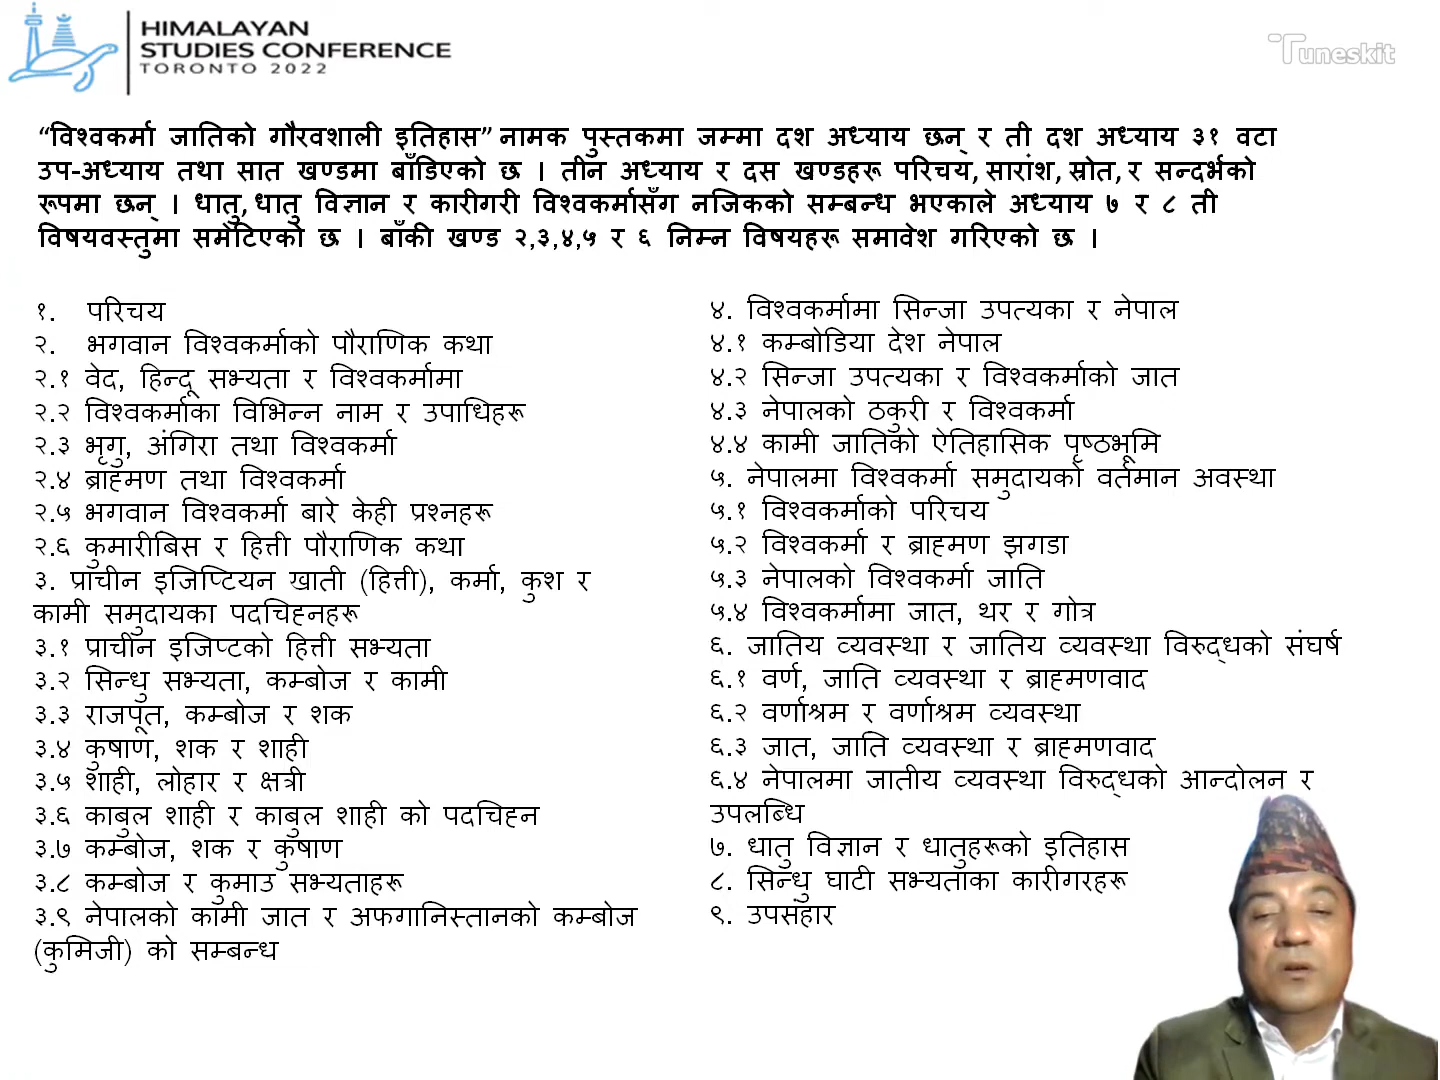 HIMALAYAN
STUDIES CONFERENCE
TORONTO 2022
Tuneskit
“विश्वकर्मा जातिको गौरवशाली इतिहास” नामक पुस्तकमा जम्मा दश अध्याय छन् र ती दश अध्याय ३१ वटा
उप-अध्याय तथा सात खण्डमा बाँडिएको छ । तीन अध्याय र दस खण्डहरू परिचय, सारांश, स्रोत, र सन्दर्भको
रूपमा छन् । धातु, धातु विज्ञान र कारीगरी विश्वकर्मासँग नजिकको सम्बन्ध भएकाले अध्याय ७ र ८ ती
विषयवस्तुमा समेटिएको छ । बाँकी खण्ड २,३,४,५ र ६ निम्न विषयहरू समावेश गरिएको छ ।
१. परिचय
२. भगवान विश्वकर्माको पौराणिक कथा
२.१ वेद, हिन्दू सभ्यता र विश्वकर्मामा
२.२ विश्वकर्माका विभिन्न नाम र उपाधिहरू
२.३ भृगु, अंगिरा तथा विश्वकर्मा
२.४ ब्राह्मण तथा विश्वकर्मा
२.५ भगवान विश्वकर्मा बारे केही प्रश्नहरू
२.६ कुमारीबिस र हित्ती पौराणिक कथा
३. प्राचीन इजिप्टियन खाती (हित्ती), कर्मा, कुश र
कामी समुदायका पदचिह्नहरू
३.१ प्राचीन इजिप्टको हित्ती सभ्यता
३.२ सिन्धु सभ्यता, कम्बोज र कामी
३.३ राजपूत, कम्बोज र शक
३.४ कुषाण, शक र शाही
३.५ शाही, लोहार र क्षत्री
३.६ काबुल शाही र काबुल शाही को पदचिह्न
३.७ कम्बोज, शक र कुषाण
३.८ कम्बोज र कुमाउ सभ्यताहरू
३.९ नेपालको कामी जात र अफगानिस्तानको कम्बोज
(कुमिजी) को सम्बन्ध
४. विश्वकर्मामा सिन्जा उपत्यका र नेपाल
४.१ कम्बोडिया देश नेपाल
४.२ सिन्जा उपत्यका र विश्वकर्माको जात
४.३ नेपालको ठकुरी र विश्वकर्मा
४.४ कामी जातिको ऐतिहासिक पृष्ठभूमि
५. नेपालमा विश्वकर्मा समुदायको वर्तमान अवस्था
५.१ विश्वकर्माको परिचय
५.२ विश्वकर्मा र ब्राह्मण झगडा
५.३ नेपालको विश्वकर्मा जाति
५.४ विश्वकर्मामा जात, थर र गोत्र
६. जातिय व्यवस्था र जातिय व्यवस्था विरुद्धको संघर्ष
६.१ वर्ण, जाति व्यवस्था र ब्राह्मणवाद
६.२ वर्णाश्रम र वर्णाश्रम व्यवस्था
६.३ जात, जाति व्यवस्था र ब्राह्मणवाद
६.४ नेपालमा जातीय व्यवस्था विरुद्धको आन्दोलन र
उपलब्धि
७. धातु विज्ञान र धातुहरूको इतिहास
८. सिन्धु घाटी सभ्यताका कारीगरहरू
९. उपसंहार